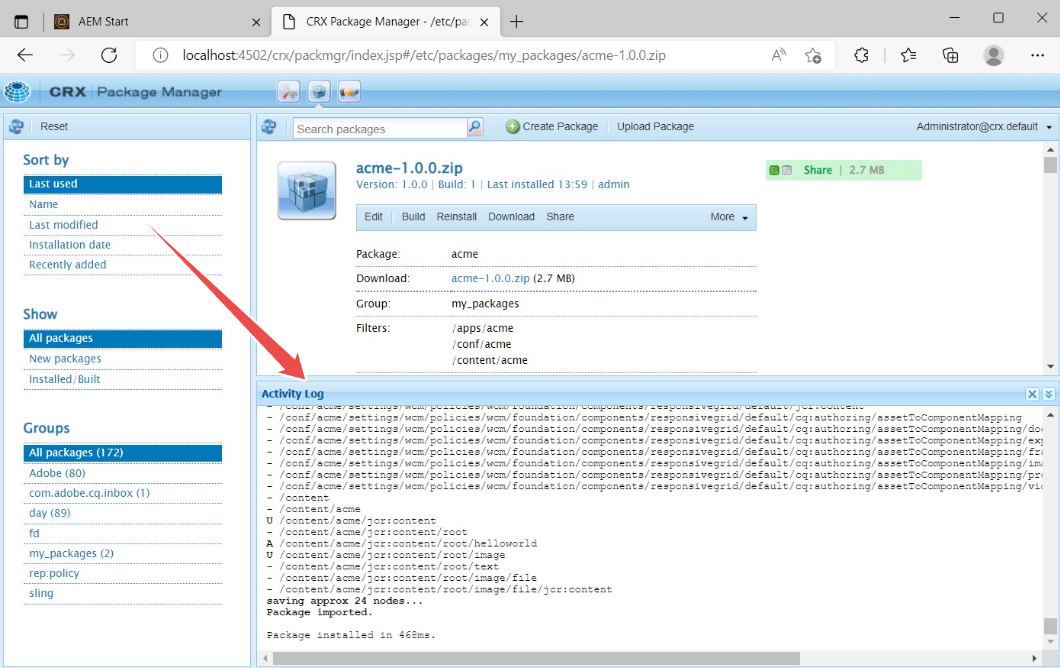 AEM Start
CRX Package Manager - /etc/pac
localhost:4502/crx/packmgr/index.jsp#/etc/packages/my_packages/acme-1.0.0.zip
CRX | Package Manager
Reset
Sort by
Last used
Name
Last modified
Installation date
Recently added
Show
All packages
New packages
Installed/Built
Groups
All packages (172)
Adobe (80)
com.adobe.cq.inbox (1)
day (89)
fd
my_packages (2)
rep:policy
sling
Search packages
Create Package
Upload Package
Administrator@crx.default
acme-1.0.0.zip
Version: 1.0.0 | Build: 1 | Last installed 13:59 | admin
Share | 2.7 MB
Edit Build Reinstall Download Share More
Package: acme
Download: acme-1.0.0.zip (2.7 MB)
Group: my_packages
Filters: /apps/acme
/conf/acme
/content/acme
Activity Log
- /conf/acme/settings/wcm/policies/wcm/foundation/components/responsivegrid/default/jcr:content
- /conf/acme/settings/wcm/policies/wcm/foundation/components/responsivegrid/default/cq:authoring/assetToComponentMapping
- /conf/acme/settings/wcm/policies/wcm/foundation/components/responsivegrid/default/cq:authoring/assetToComponentMapping/do
- /conf/acme/settings/wcm/policies/wcm/foundation/components/responsivegrid/default/cq:authoring/assetToComponentMapping/exp
- /conf/acme/settings/wcm/policies/wcm/foundation/components/responsivegrid/default/cq:authoring/assetToComponentMapping/fra
- /conf/acme/settings/wcm/policies/wcm/foundation/components/responsivegrid/default/cq:authoring/assetToComponentMapping/ima
- /conf/acme/settings/wcm/policies/wcm/foundation/components/responsivegrid/default/cq:authoring/assetToComponentMapping/pro
- /conf/acme/settings/wcm/policies/wcm/foundation/components/responsivegrid/default/cq:authoring/assetToComponentMapping/vid
- /content
- /content/acme
U /content/acme/jcr:content
- /content/acme/jcr:content/root
A /content/acme/jcr:content/root/helloworld
U /content/acme/jcr:content/root/image
- /content/acme/jcr:content/root/text
- /content/acme/jcr:content/root/image/file
- /content/acme/jcr:content/root/image/file/jcr:content
saving approx 24 nodes...
Package imported.
Package installed in 468ms.